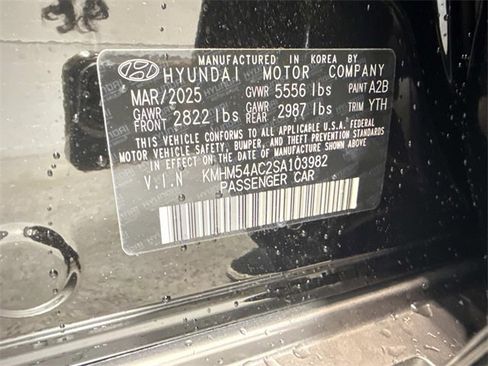 MANUFACTURED IN KOREA BY
HYUNDAI MOTOR COMPANY
MAR/2025 GVWR 5556 lbs PAINT A2B
GAWR FRONT 2822 lbs GAWR REAR 2987 lbs TRIM YTH
THIS VEHICLE CONFORMS TO ALL APPLICABLE U.S.A. FEDERAL
MOTOR VEHICLE SAFETY, BUMPER, AND THEFT PREVENTION STANDARDS
IN EFFECT ON THE DATE OF MANUFACTURE SHOWN ABOVE.
V.I.N KMHM54AC2SA103982
PASSENGER CAR